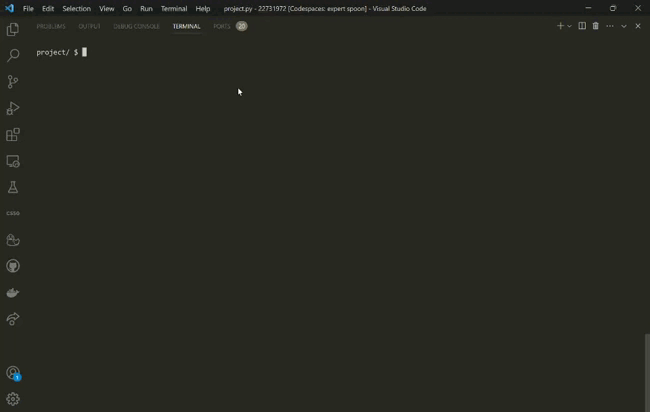 File Edit Selection View Go Run Terminal Help project.py - 22731972 [Codespaces: expert spoon] - Visual Studio Code
PROBLEMS OUTPUT DEBUG CONSOLE TERMINAL PORTS 20
project/ $
CS50
1